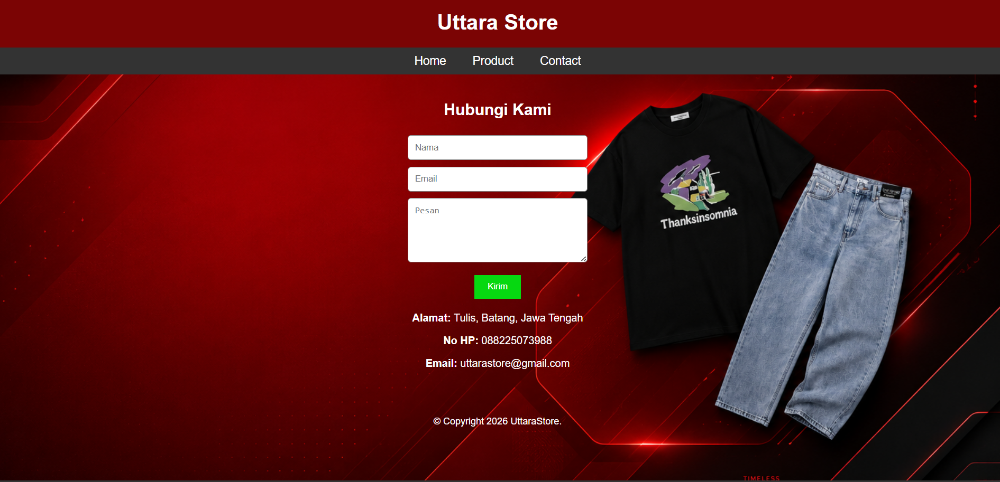 Uttara Store
Home Product Contact
Hubungi Kami
Nama
Email
Pesan
Kirim
Alamat: Tulis, Batang, Jawa Tengah
No HP: 088225073988
Email: uttarastore@gmail.com
© Copyright 2026 UttaraStore.
Thanksinsomnia
TIMELESS